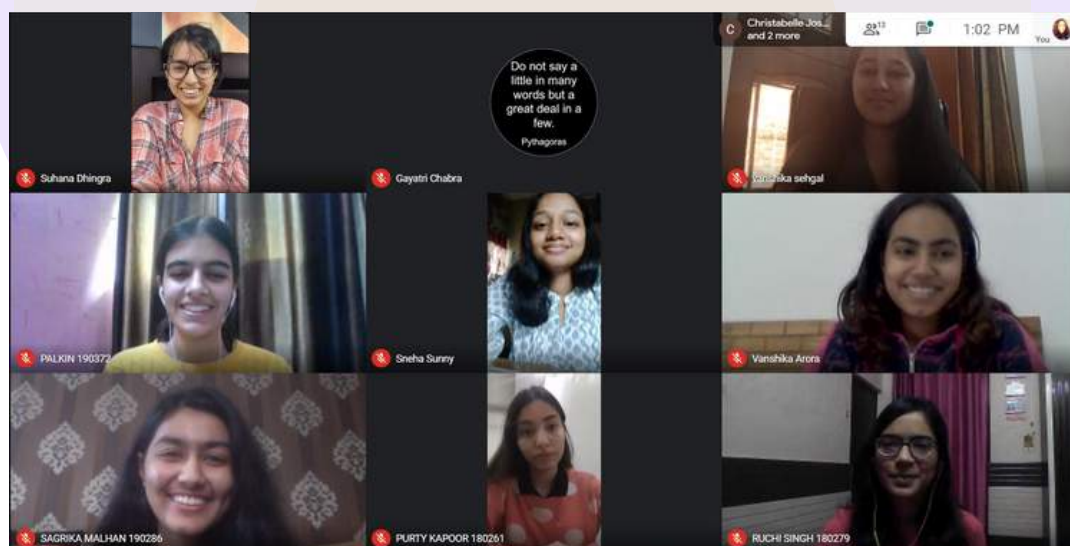 Christabelle Jos...
and 2 more
C
13
1:02 PM
You
Do not say a
little in many
words but a
great deal in a
few.
Pythagoras
Suhana Dhingra
Gayatri Chabra
Vanshika sehgal
PALKIN 190372
Sneha Sunny
Vanshika Arora
SAGRIKA MALHAN 190286
PURTY KAPOOR 180261
RUCHI SINGH 180279